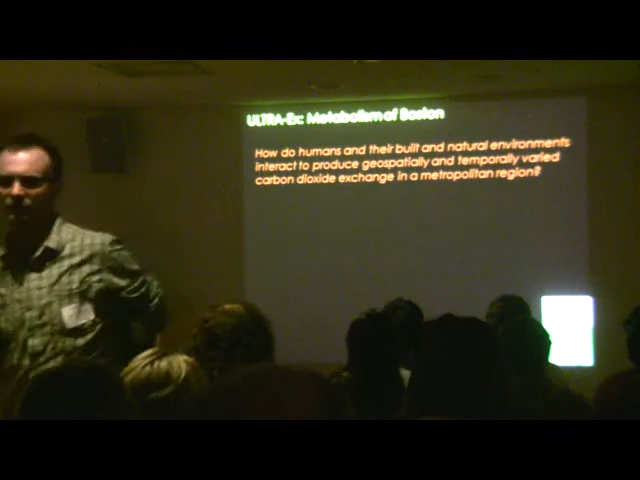 ULTRA-Ex: Metabolism of Boston
How do humans and their built and natural environments
interact to produce geospatially and temporally varied
carbon dioxide exchange in a metropolitan region?